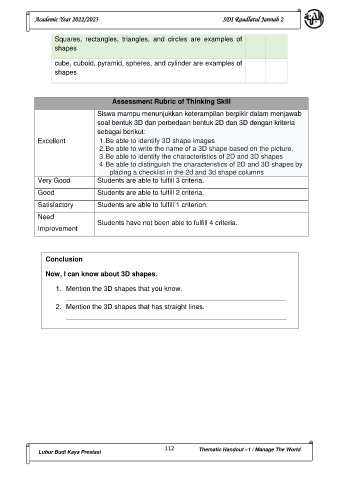 Academic Year 2022/2023
SDI Raudlatul Jannah 2
Squares, rectangles, triangles, and circles are examples of
shapes
cube, cuboid, pyramid, spheres, and cylinder are examples of
shapes
Assessment Rubric of Thinking Skill
Excellent
Siswa mampu menunjukkan keterampilan berpikir dalam menjawab
soal bentuk 3D dan perbedaan bentuk 2D dan 3D dengan kriteria
sebagai berikut:
1. Be able to identify 3D shape images
2. Be able to write the name of a 3D shape based on the picture.
3. Be able to identify the characteristics of 2D and 3D shapes
4. Be able to distinguish the characteristics of 2D and 3D shapes by
placing a checklist in the 2d and 3d shape columns
Very Good
Students are able to fulfill 3 criteria.
Good
Students are able to fulfill 2 criteria.
Satisfactory
Students are able to fulfill 1 criterion.
Need
Improvement
Students have not been able to fulfill 4 criteria.
Conclusion
Now, I can know about 3D shapes.
1. Mention the 3D shapes that you know.
2. Mention the 3D shapes that has straight lines.
Luhur Budi Kaya Prestasi
112
Thematic Handout –1 / Manage The World